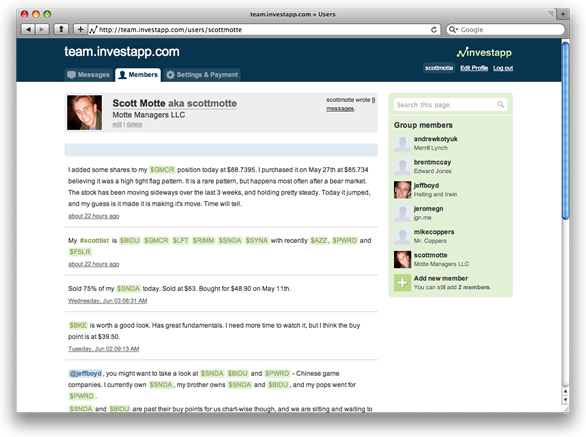 team.investapp.com » Users
http://team.investapp.com/users/scottmotte
Google
team.investapp.com
investapp
scottmotte Edit Profile Log out
Messages Members Settings & Payment
Scott Motte aka scottmotte
Motte Managers LLC
edit | delete
scottmotte wrote 9
messages.
I added some shares to my $GMCR position today at $88.7395. I purchased it on May 27th at $85.734
believing it was a high tight flag pattern. It is a rare pattern, but happens most often after a bear market.
The stock has been moving sideways over the last 3 weeks, and holding pretty steady. Today it jumped,
and my guess is it made it is making it's move. Time will tell.
about 22 hours ago
My #scottlist is $BIDU $GMCR $LFT $RIMM $SNDA $SYNA with recently $AZZ, $PWRD and
$FSLR
about 22 hours ago
Sold 75% of my $SNDA today. Sold at $63. Bought for $48.90 on May 11th.
Wednesday, Jun 03 08:31 AM
$BKE is worth a good look. Has great fundamentals. I need more time to watch it, but I think the buy
point is at $39.50.
Tuesday, Jun 02 09:13 AM
@jeffboyd, you might want to take a look at $SNDA $BIDU and $PWRD - Chinese game
companies. I currently own $SNDA, my brother owns $SNDA and $BIDU, and my pops went for
$PWRD.
$SNDA and $BIDU are past their buy points for us chart-wise though, and we are sitting and waiting to
Search this page.
Group members
andrewkotyuk
Merrill Lynch
brentmccay
Edward Jones
jeffboyd
Heiting and Irwin
jeromegn
jgn.me
mikecoppers
Mr. Coppers
scottmotte
Motte Managers LLC
Add new member
You can still add 2 members.